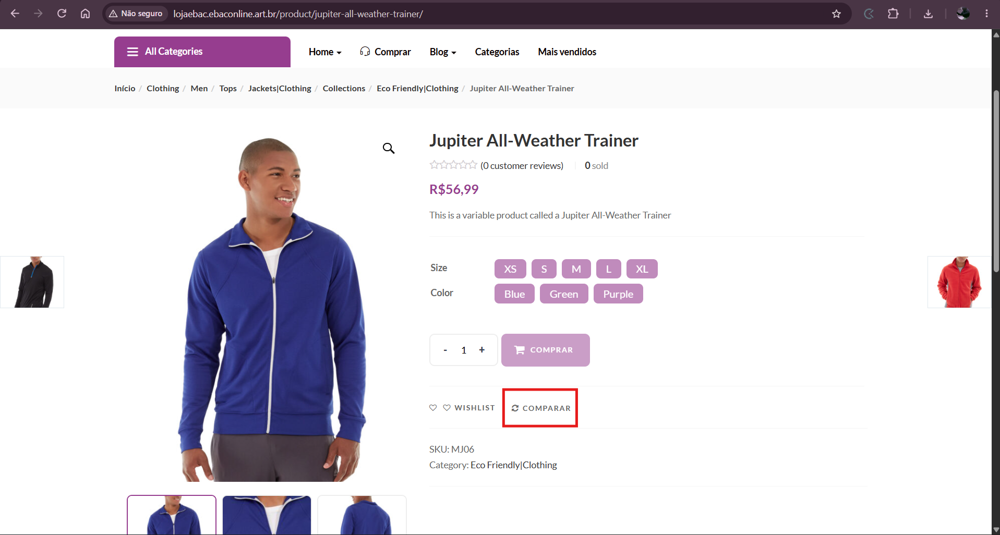 Não seguro
lojaebac.ebaconline.art.br/product/jupiter-all-weather-trainer/
All Categories
Home
Comprar
Blog
Categorias
Mais vendidos
Início / Clothing / Men / Tops / Jackets|Clothing / Collections / Eco Friendly|Clothing / Jupiter All-Weather Trainer
Jupiter All-Weather Trainer
(0 customer reviews)
0 sold
R$56,99
This is a variable product called a Jupiter All-Weather Trainer
Size
XS S M L XL
Color
Blue Green Purple
- 1 +
COMPRAR
WISHLIST
COMPARAR
SKU: MJ06
Category: Eco Friendly|Clothing